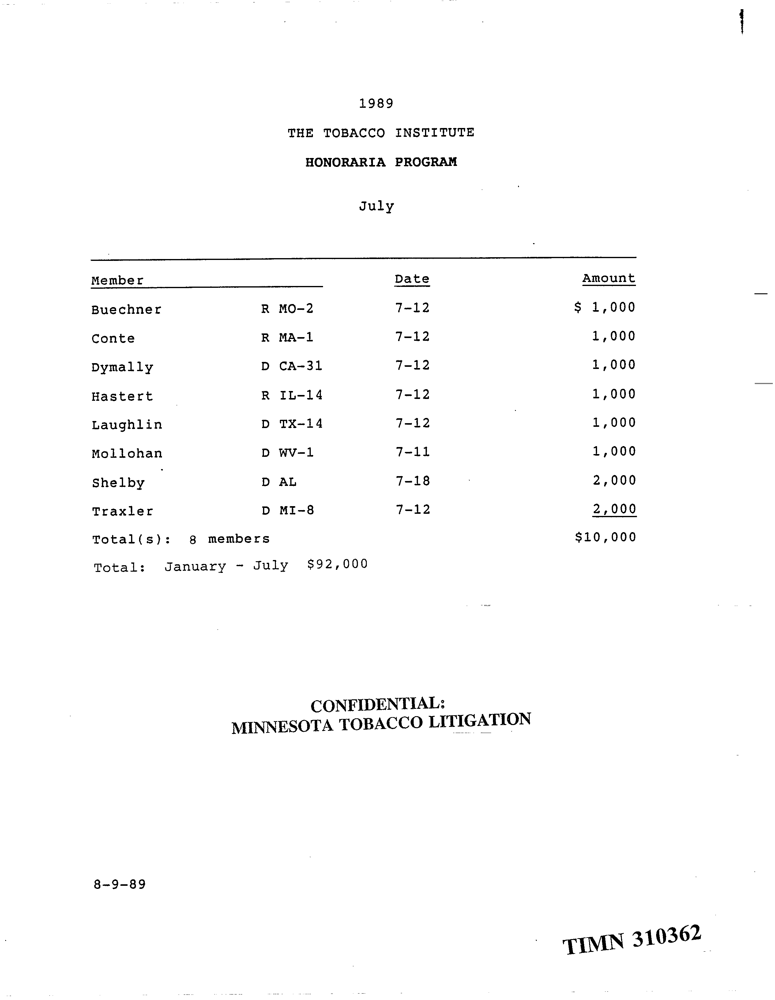 1989
THE TOBACCO INSTITUTE
HONORARIA PROGRAM
July
Member Date Amount
Buechner R MO-2 7-12 $ 1,000
Conte R MA-1 7-12 1,000
Dymally D CA-31 7-12 1,000
Hastert R IL-14 7-12 1,000
Laughlin D TX-14 7-12 1,000
Mollohan D WV-1 7-11 1,000
Shelby D AL 7-18 2,000
Traxler D MI-8 7-12 2,000
Total(s): 8 members $10,000
Total: January - July $92,000
CONFIDENTIAL:
MINNESOTA TOBACCO LITIGATION
8-9-89
TIMN 310362